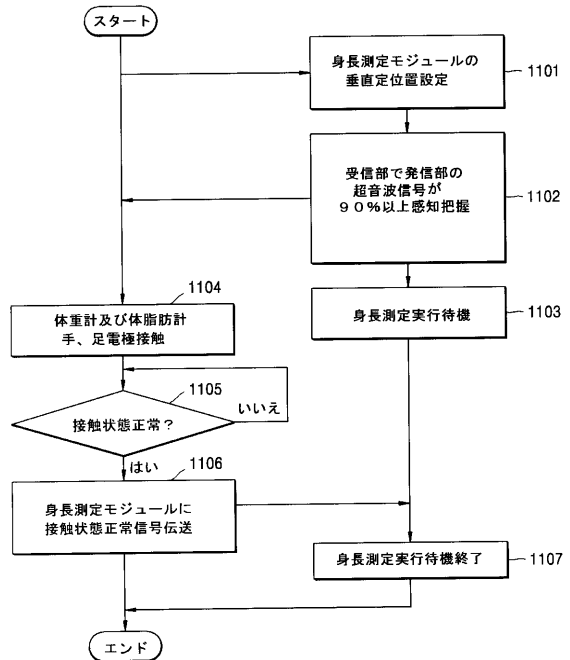 スタート
身長測定モジュールの
垂直定位置設定
1101
受信部で発信部の
超音波信号が
90%以上感知把握
1102
1104
体重計及び体脂肪計
手、足電極接触
身長測定実行待機
1103
1105
接触状態正常？
いいえ
はい
1106
身長測定モジュールに
接触状態正常信号伝送
身長測定実行待機終了
1107
エンド